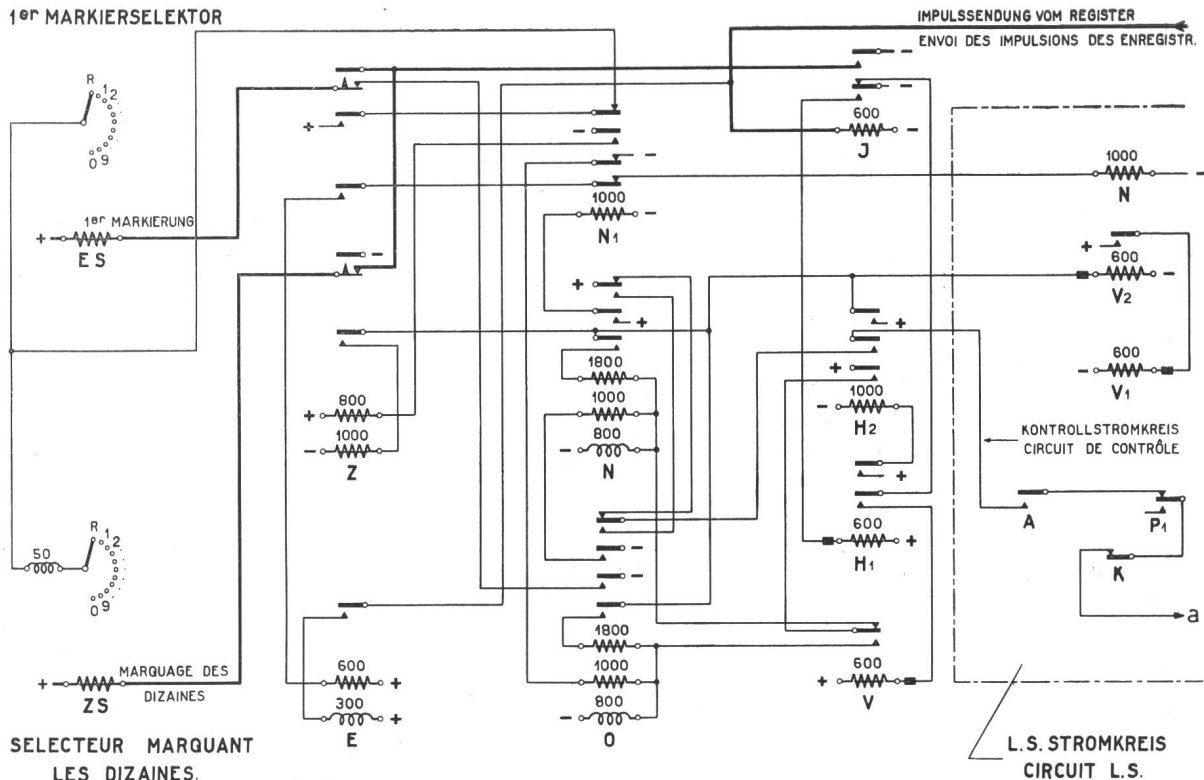 1er MARKIERSELEKTOR
IMPULSSENDUNG VOM REGISTER
ENVOI DES IMPULSIONS DES ENREGISTR.
R
1
2
9
0
+
1er MARKIERUNG
ES
+
-
-
-
600
-
J
-
-
1000
-
N1
1000
-
N
+
600
-
V2
600
-
V1
-
+
+
+
+
+
1000
-
H2
+
800
+
1000
-
Z
1800
1000
800
-
N
KONTROLLSTROMKREIS
CIRCUIT DE CONTRÔLE
A
P1
K
a
R
1
2
9
0
50
600
+
H1
-
-
1800
1000
800
-
O
600
+
V
+
MARQUAGE DES
DIZAINES
ZS
600
+
300
+
E
SELECTEUR MARQUANT
LES DIZAINES.
L.S. STROMKREIS
CIRCUIT L.S.